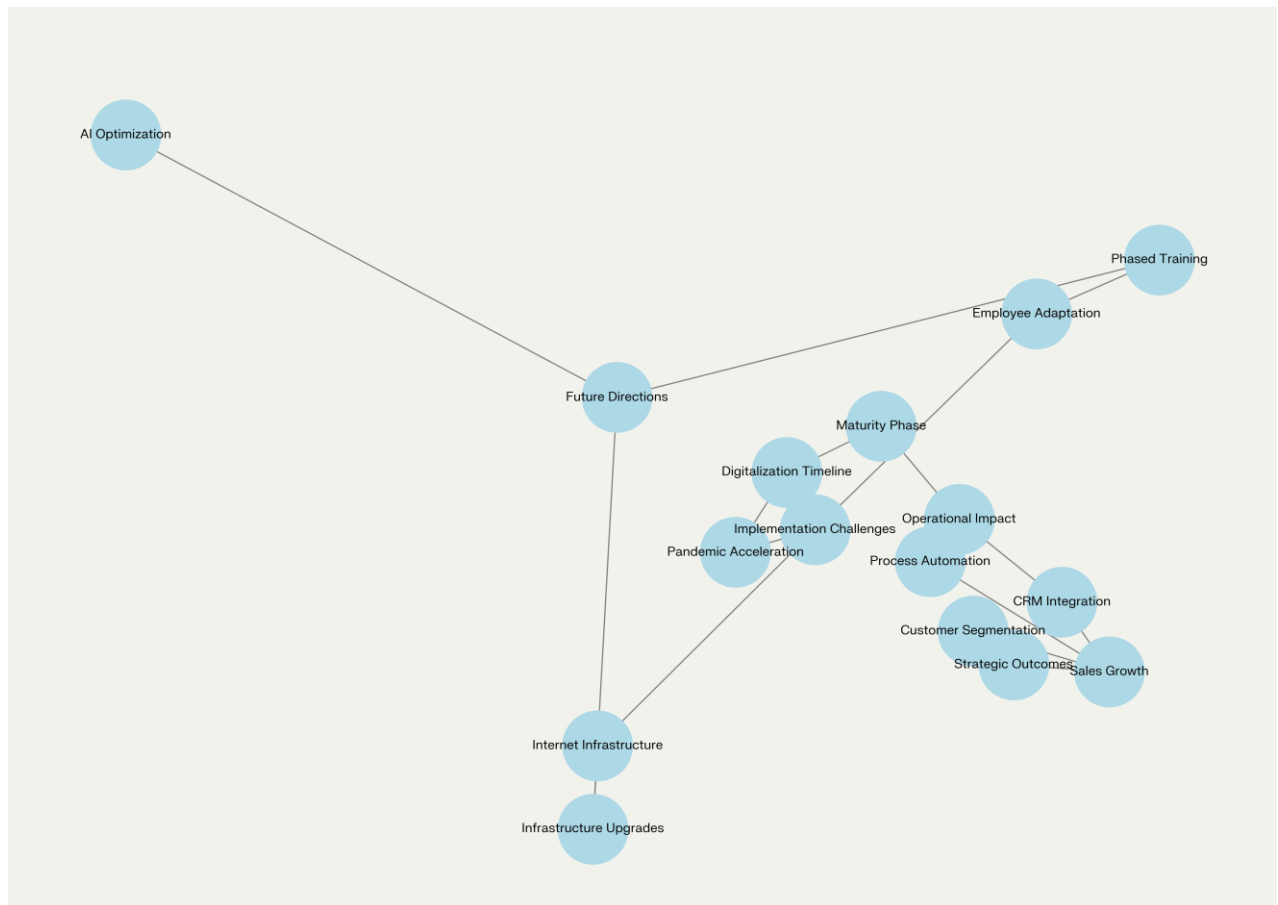 AI Optimization
Phased Training
Employee Adaptation
Future Directions
Maturity Phase
Digitalization Timeline
Operational Impact
Implementation Challenges
Pandemic Acceleration
Process Automation
CRM Integration
Customer Segmentation
Strategic Outcomes
Sales Growth
Internet Infrastructure
Infrastructure Upgrades